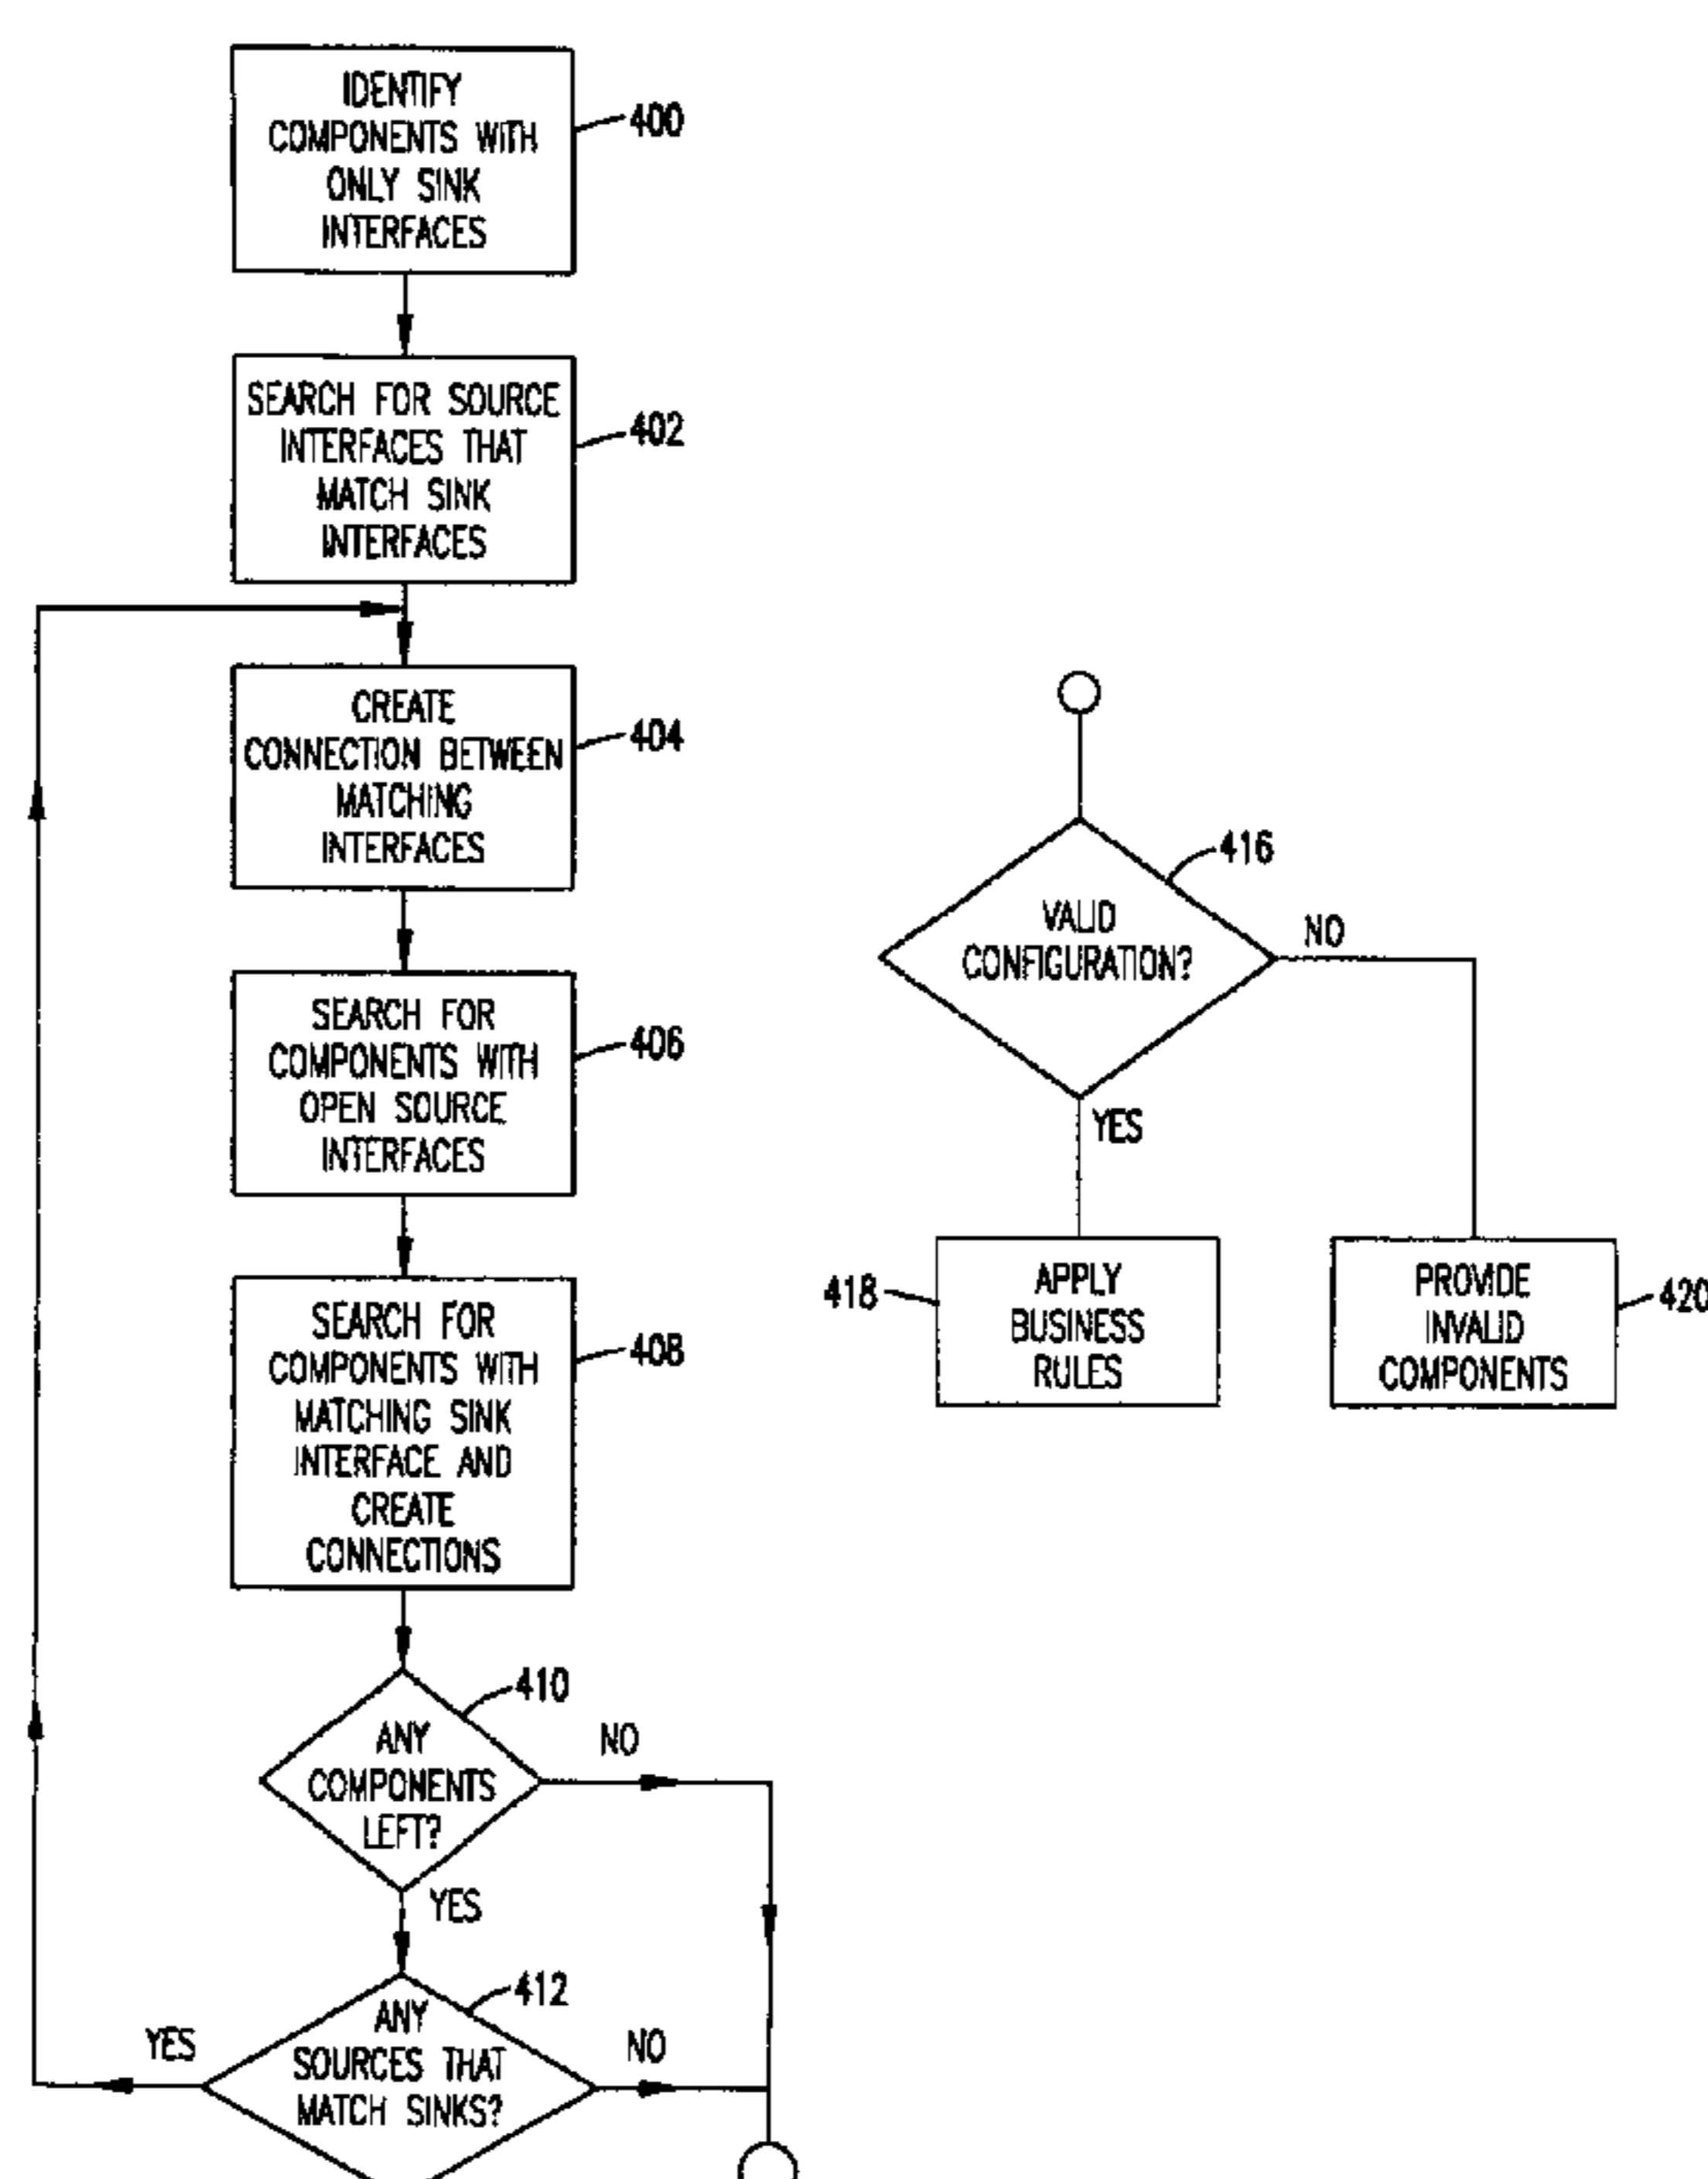 IDENTIFY
COMPONENTS WITH
ONLY SINK
INTERFACES
400
SEARCH FOR SOURCE
INTERFACES THAT
MATCH SINK
INTERFACES
402
CREATE
CONNECTION BETWEEN
MATCHING
INTERFACES
404
SEARCH FOR
COMPONENTS WITH
OPEN SOURCE
INTERFACES
406
SEARCH FOR
COMPONENTS WITH
MATCHING SINK
INTERFACE AND
CREATE
CONNECTIONS
408
ANY
COMPONENTS
LEFT?
410
NO
YES
ANY
SOURCES THAT
MATCH SINKS?
412
YES
NO
VALID
CONFIGURATION?
416
NO
YES
APPLY
BUSINESS
RULES
418
PROVIDE
INVALID
COMPONENTS
420